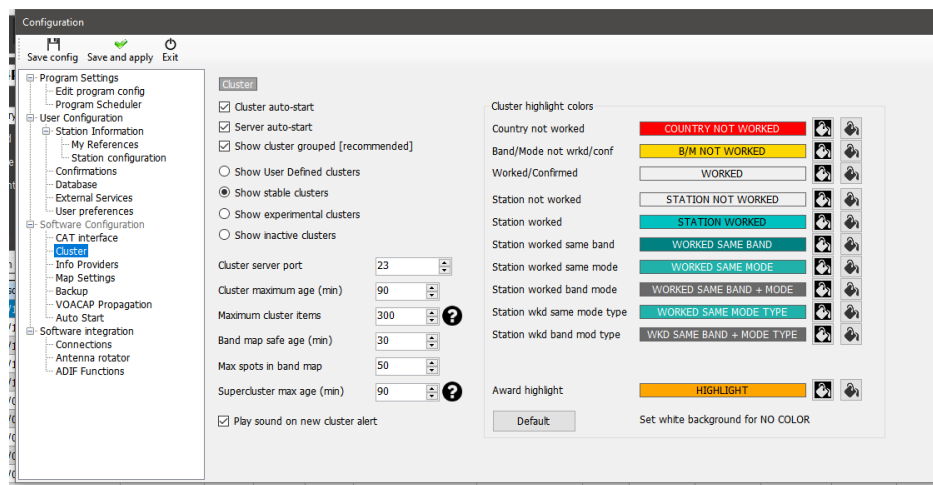 Configuration
Save config Save and apply Exit
Program Settings
Edit program config
Program Scheduler
User Configuration
Station Information
My References
Station configuration
Confirmations
Database
External Services
User preferences
Software Configuration
CAT interface
Cluster
Info Providers
Map Settings
Backup
VOACAP Propagation
Auto Start
Software integration
Connections
Antenna rotator
ADIF Functions
Cluster
Cluster auto-start
Server auto-start
Show cluster grouped [recommended]
Show User Defined clusters
Show stable clusters
Show experimental clusters
Show inactive clusters
Cluster server port 23
Cluster maximum age (min) 90
Maximum cluster items 300 ?
Band map safe age (min) 30
Max spots in band map 50
Supercluster max age (min) 90 ?
Play sound on new cluster alert
Cluster highlight colors
Country not worked COUNTRY NOT WORKED
Band/Mode not wrkd/conf B/M NOT WORKED
Worked/Confirmed WORKED
Station not worked STATION NOT WORKED
Station worked STATION WORKED
Station worked same band WORKED SAME BAND
Station worked same mode WORKED SAME MODE
Station worked band mode WORKED SAME BAND + MODE
Station wkd same mode type WORKED SAME MODE TYPE
Station wkd band mod type WKD SAME BAND + MODE TYPE
Award highlight HIGHLIGHT
Default Set white background for NO COLOR